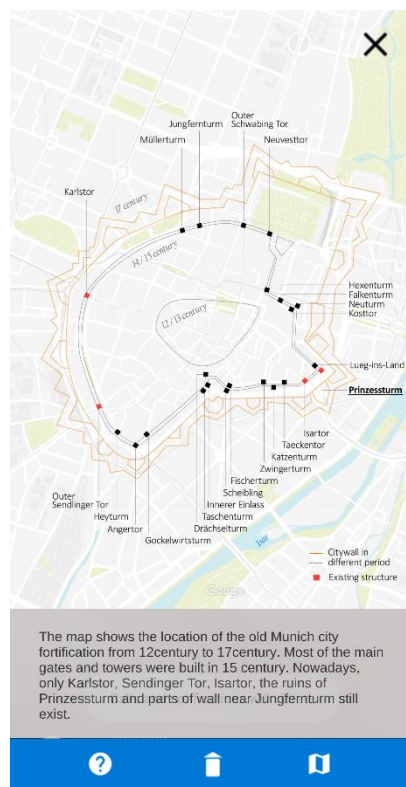 Outer
Schwabing Tor
Jungfernturm
Müllerturm
Neuvesttor
Karlstor
17 century
14 / 15 century
12 / 13 century
Hexenturm
Falkenturm
Neuturm
Kosttor
Lueg-ins-Land
Prinzessturm
Isartor
Taeckentor
Katzenturm
Zwingerturm
Fischerturm
Scheibling
Innerer Einlass
Taschenturm
Drächselturm
Outer
Sendlinger Tor
Heyturm
Angertor
Gockelwirtsturm
Isar
Citywall in
different period
Existing structure
Google
The map shows the location of the old Munich city
fortification from 12century to 17century. Most of the main
gates and towers were built in 15 century. Nowadays,
only Karlstor, Sendinger Tor, Isartor, the ruins of
Prinzessturm and parts of wall near Jungfernturm still
exist.